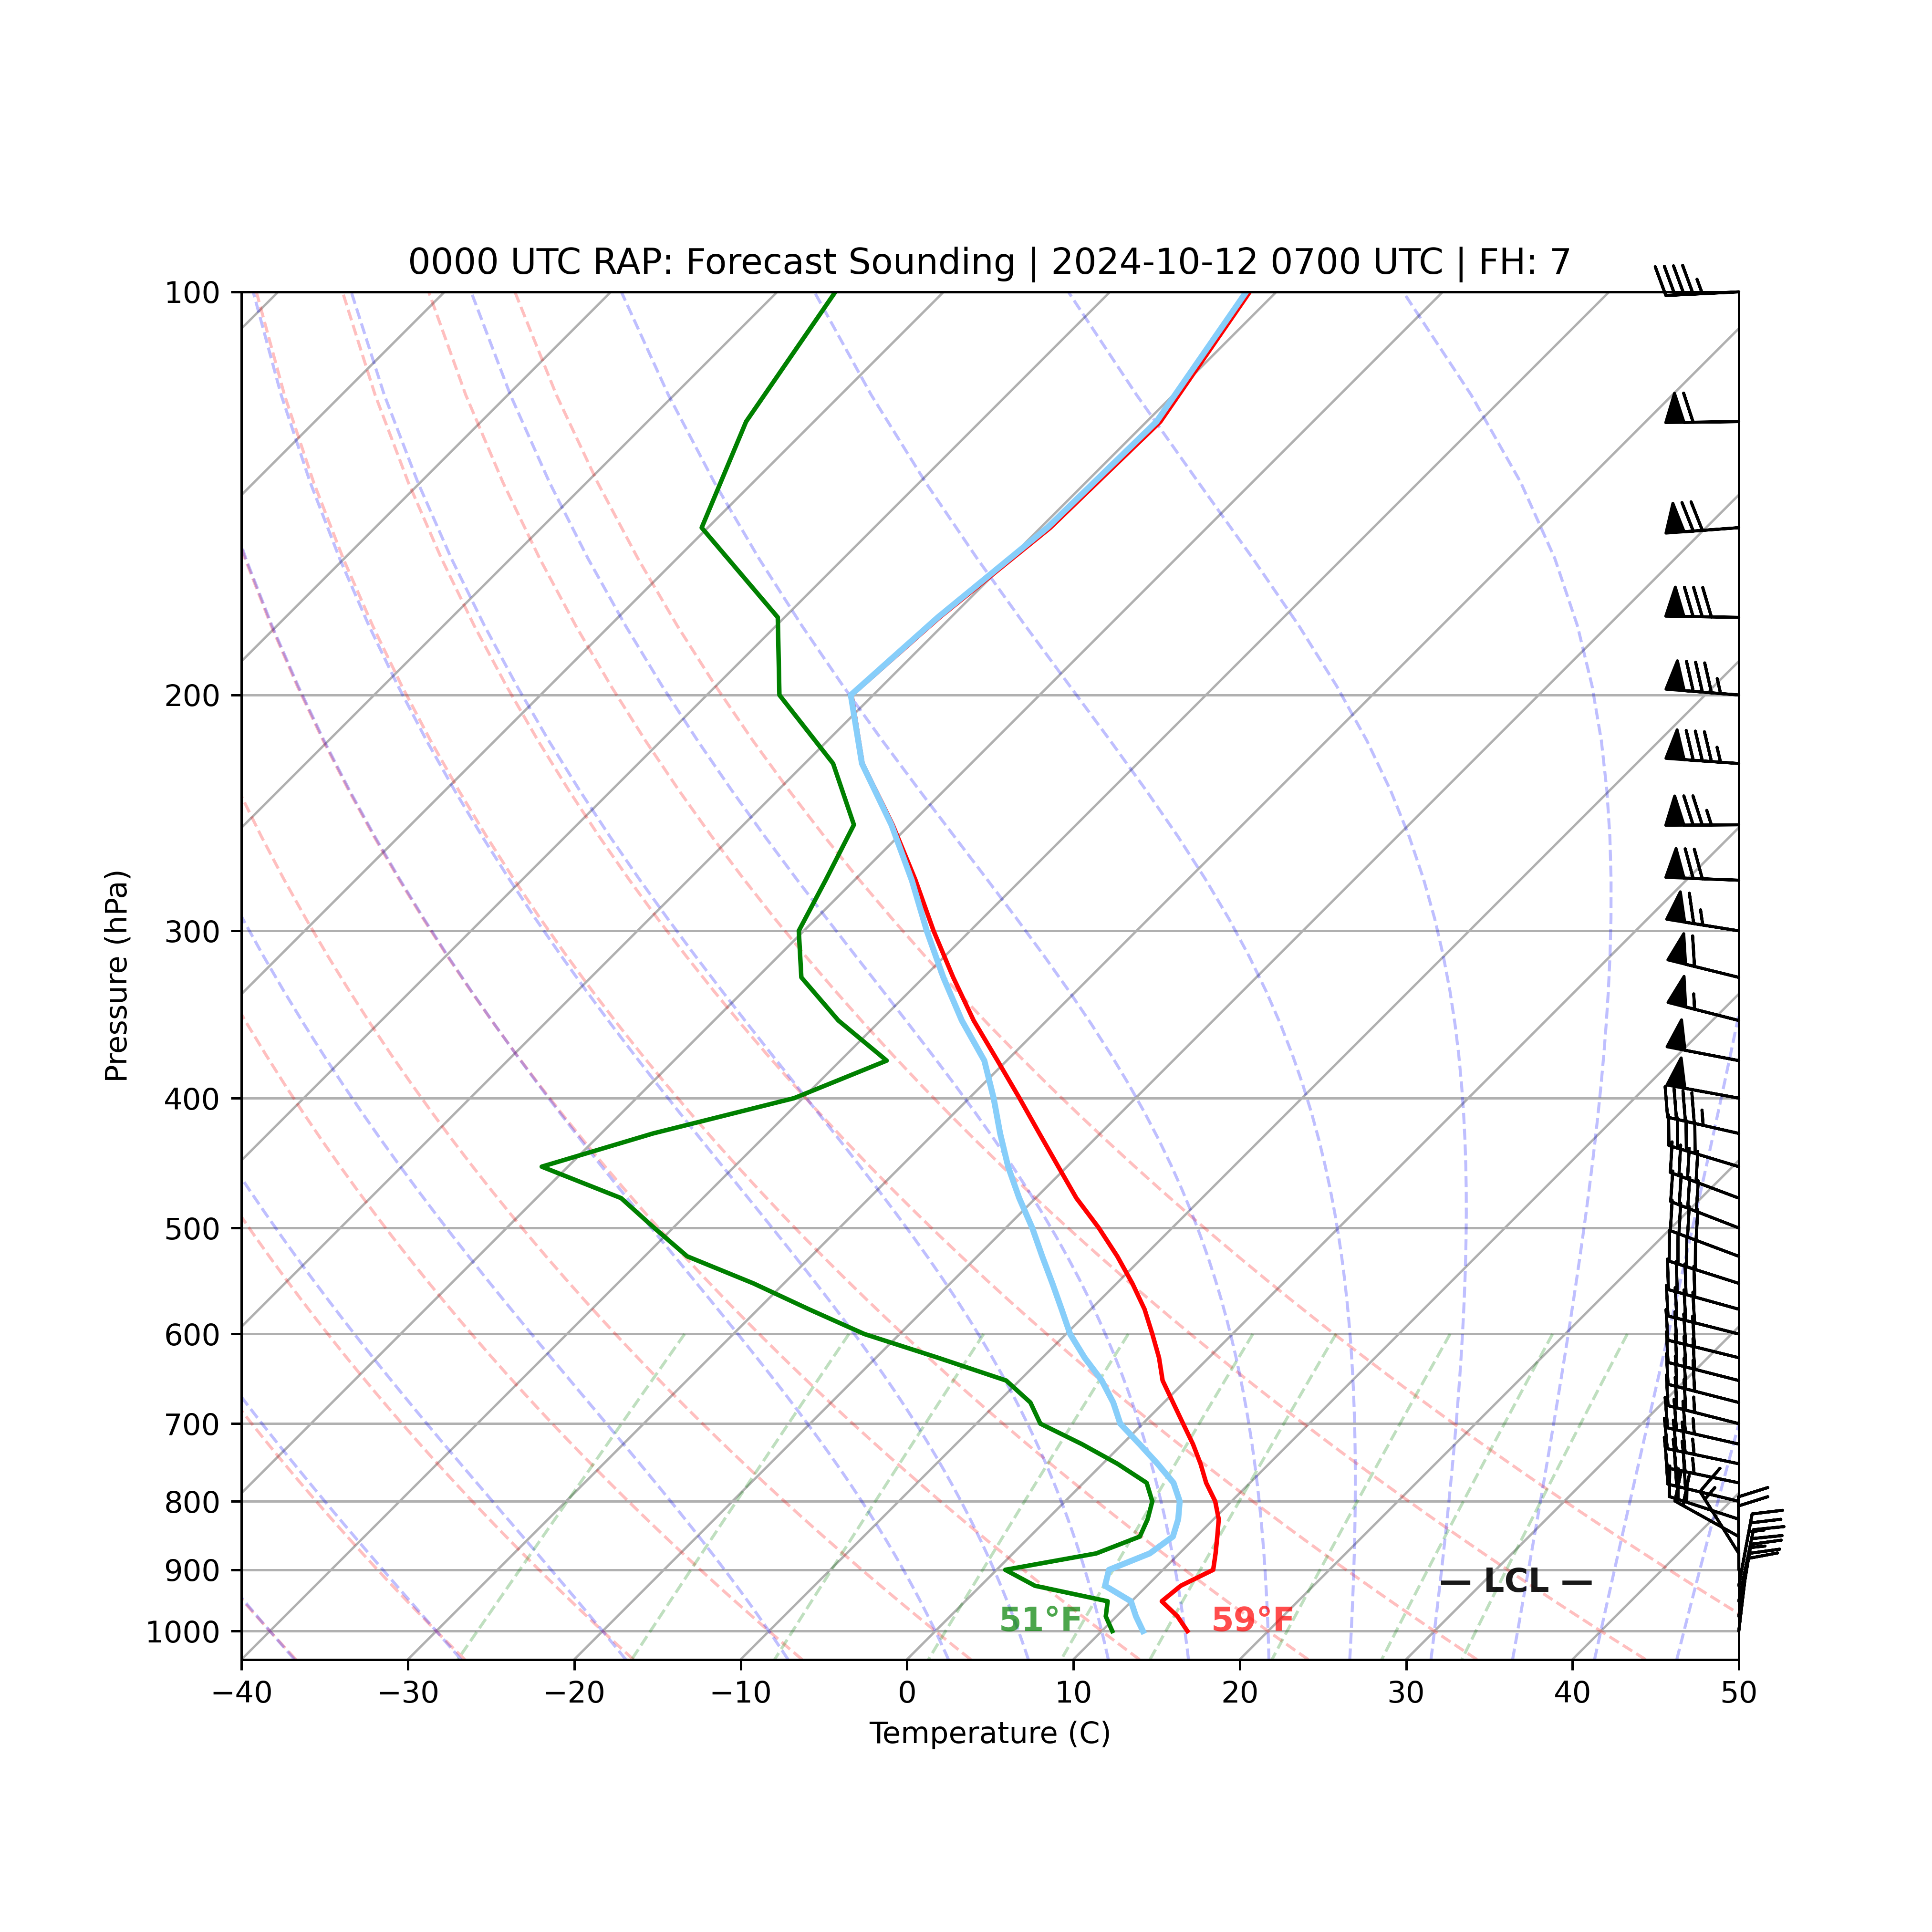 0000 UTC RAP: Forecast Sounding | 2024-10-12 0700 UTC | FH: 7
100
200
300
400
500
600
700
800
900
1000
Pressure (hPa)
— LCL —
51°F
59°F
−40 −30 −20 −10 0 10 20 30 40 50
Temperature (C)